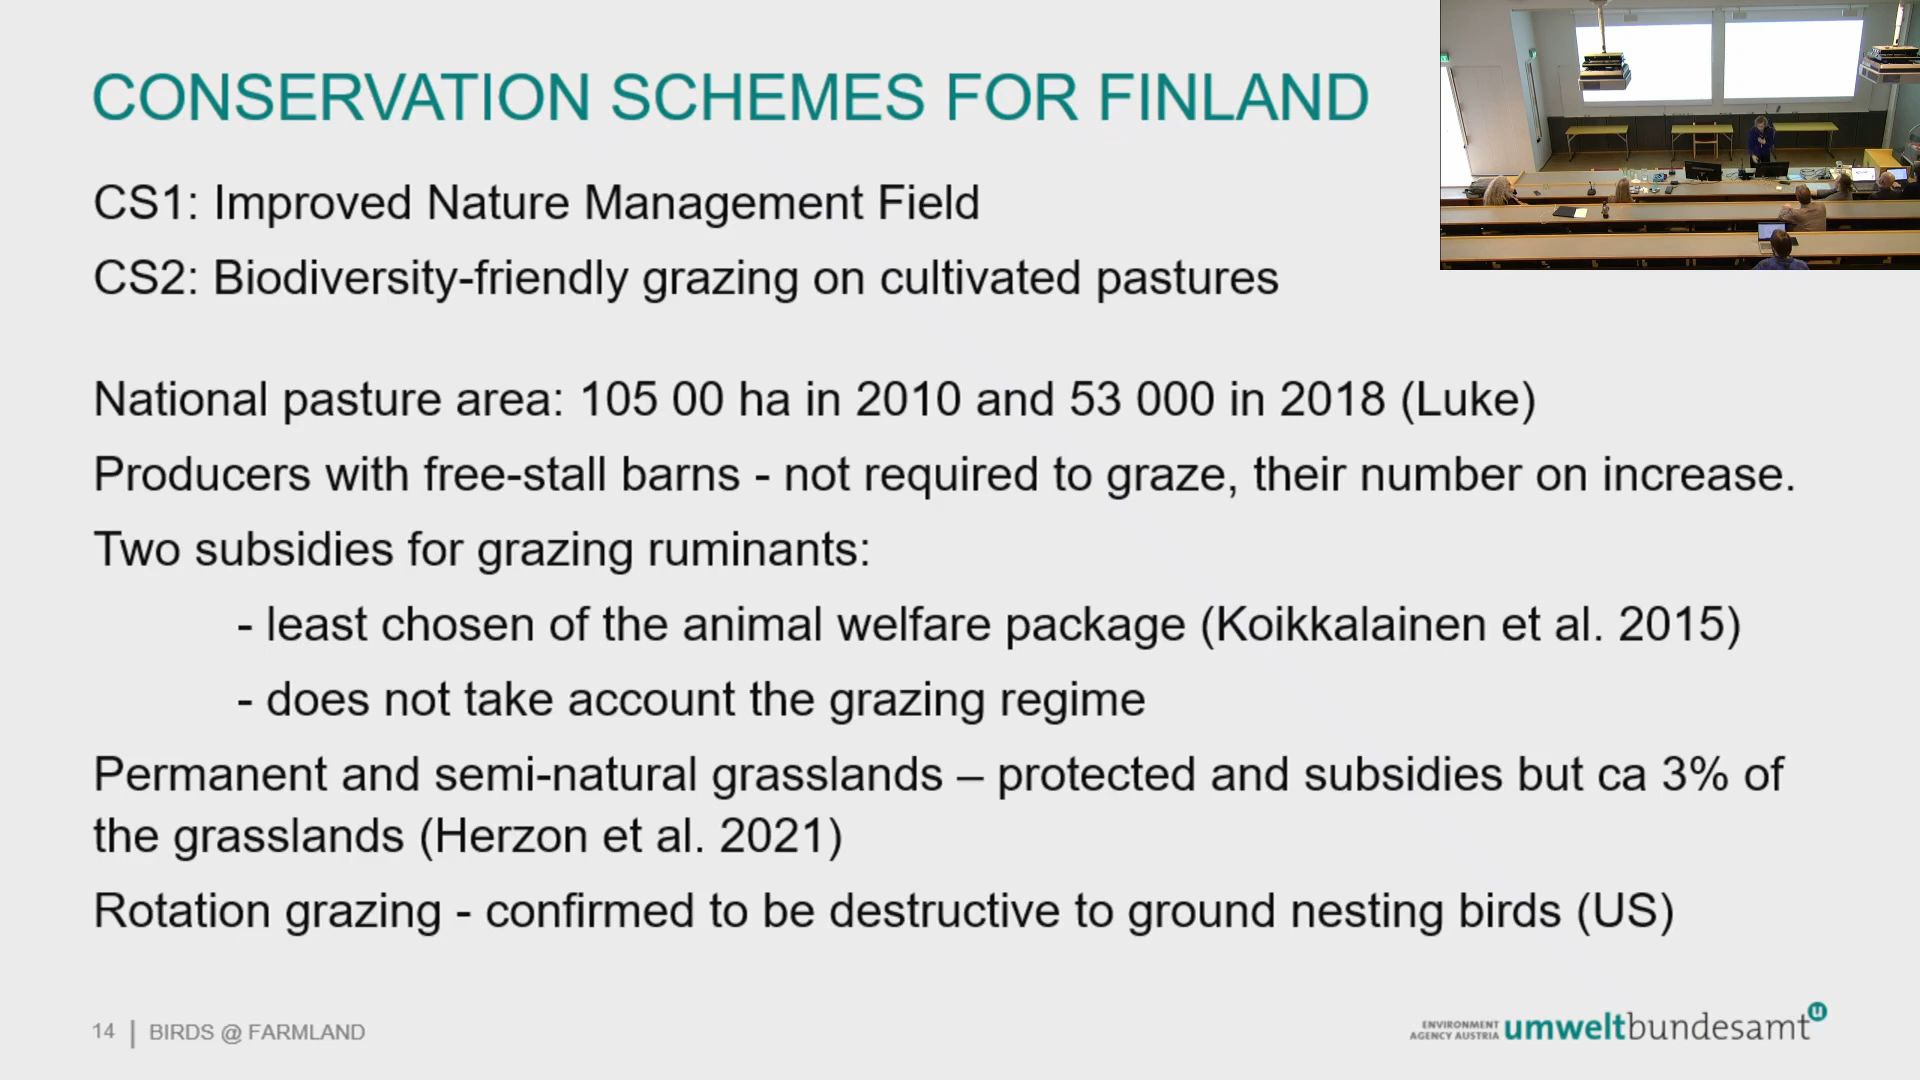 CONSERVATION SCHEMES FOR FINLAND
CS1: Improved Nature Management Field
CS2: Biodiversity-friendly grazing on cultivated pastures
National pasture area: 105 00 ha in 2010 and 53 000 in 2018 (Luke)
Producers with free-stall barns - not required to graze, their number on increase.
Two subsidies for grazing ruminants:
- least chosen of the animal welfare package (Koikkalainen et al. 2015)
- does not take account the grazing regime
Permanent and semi-natural grasslands – protected and subsidies but ca 3% of
the grasslands (Herzon et al. 2021)
Rotation grazing - confirmed to be destructive to ground nesting birds (US)
14 | BIRDS @ FARMLAND
ENVIRONMENT
AGENCY AUSTRIA umweltbundesamt u